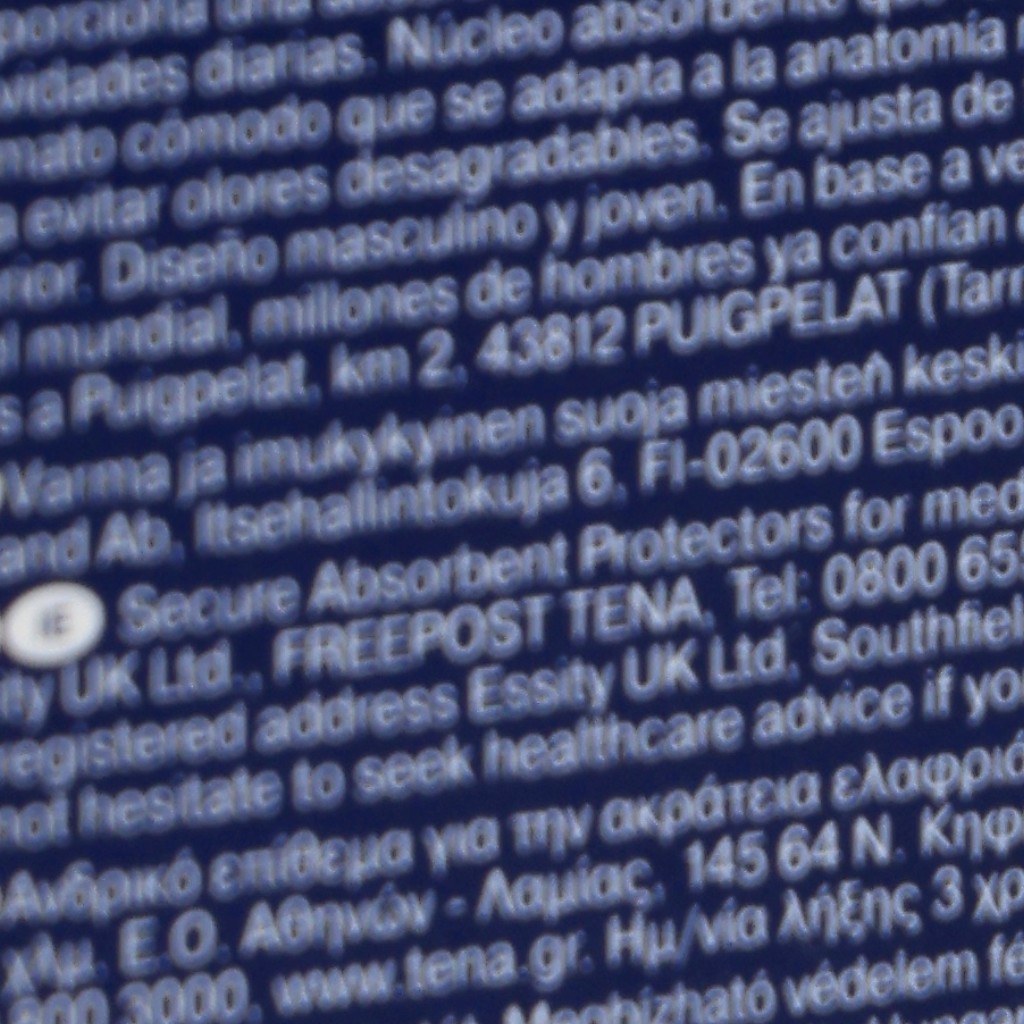 una
vidades diarias. Núcleo absorbente
mato cómodo que se adapta a la anatomía
evitar olores desagradables. Se ajusta de
Diseño masculino y joven. En base a
mundial, millones de hombres ya confían
s a Puigpelat, km 2, 43812 PUIGPELAT (Tarr
Varma ja imukykyinen suoja miesten keski
and Ab, Itsehallintokuja 6, FI-02600 Espoo
IE Secure Absorbent Protectors for med
UK Ltd., FREEPOST TENA, Tel: 0800 65
registered address Essity UK Ltd, Southfiel
not hesitate to seek healthcare advice if yo
Ανδρικό επίθεμα για την ακράτεια ελαφριά
χλμ. Ε.Ο. Αθηνών - Λαμίας, 145 64 Ν. Κηφ
800 3000, www.tena.gr. Ημ/νία λήξης 3 χρ
Megbízható védelem fé